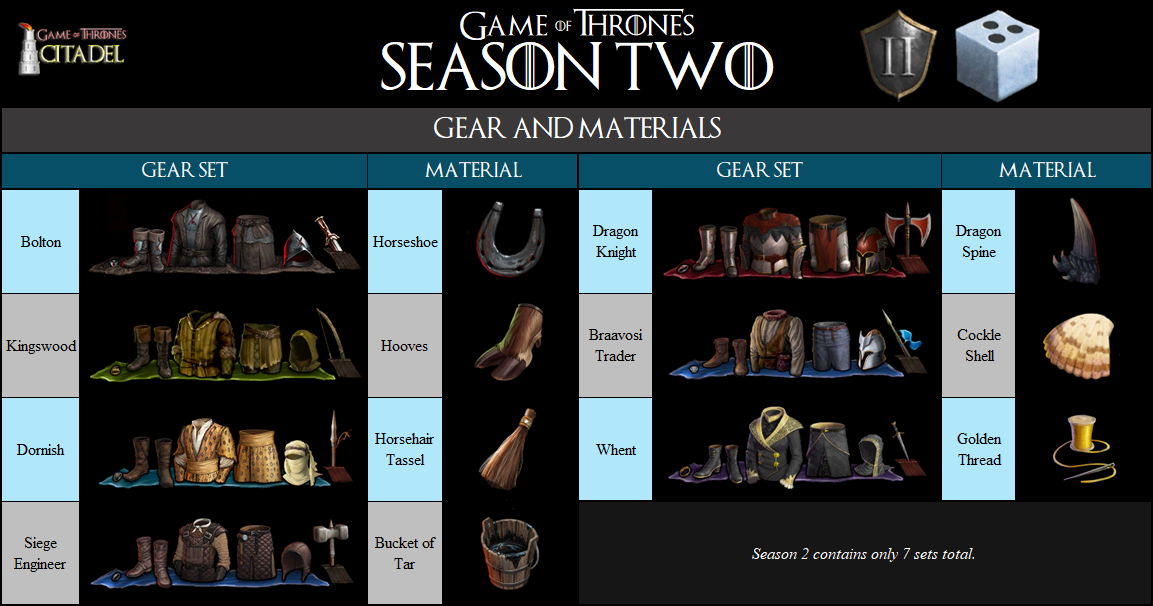 GAME OF THRONES
CITADEL
GAME OF THRONES
SEASON TWO
II
GEAR AND MATERIALS
GEAR SET
MATERIAL
GEAR SET
MATERIAL
Bolton
Horseshoe
Dragon
Knight
Dragon
Spine
Kingswood
Hooves
Braavosi
Trader
Cockle
Shell
Dornish
Horsehair
Tassel
Whent
Golden
Thread
Siege
Engineer
Bucket of
Tar
Season 2 contains only 7 sets total.